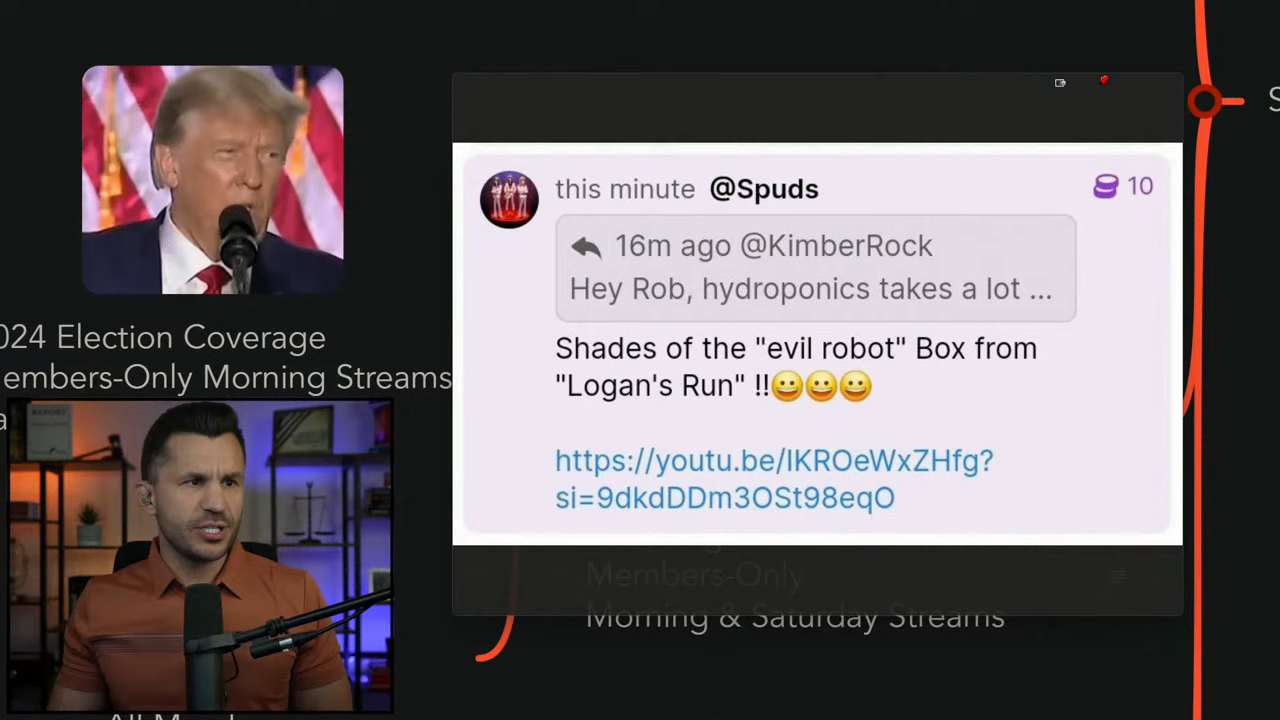 this minute @Spuds
10
16m ago @KimberRock
Hey Rob, hydroponics takes a lot ...
Shades of the "evil robot" Box from
"Logan's Run" !!😀😀😀
https://youtu.be/IKROeWxZHfg?
si=9dkdDDm3OSt98eqO
024 Election Coverage
embers-Only Morning Streams
Members-Only
Morning & Saturday Streams